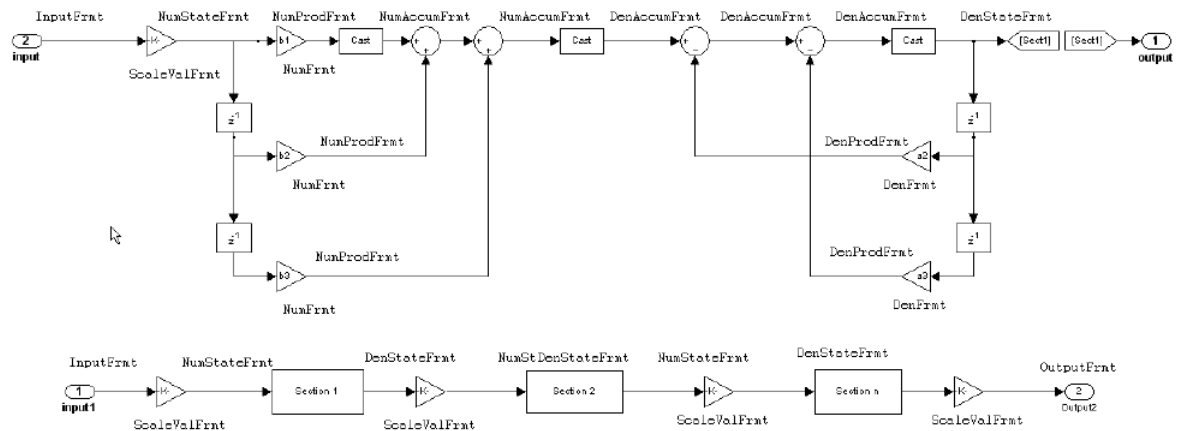 InputFrmt NumStateFrmt NumProdFrmt NumAccumFrmt NumAccumFrmt DenAccumFrmt DenAccumFrmt DenAccumFrmt DenStateFrmt
2 -K- b1 Cast + + + + Cast + − + − Cast [Sect1] [Sect1] 1
input output
ScaleValFrmt NumFrmt
z-1 z-1
NumProdFrmt DenProdFrmt
b2 a2
NumFrmt DenFrmt
z-1 z-1
NumProdFrmt DenProdFrmt
b3 a3
NumFrmt DenFrmt
InputFrmt NumStateFrmt DenStateFrmt NumSt DenStateFrmt NumStateFrmt DenStateFrmt OutputFrmt
1 -K- Section 1 -K- Section 2 -K- Section n -K- 2
input1 Output2
ScaleValFrmt ScaleValFrmt ScaleValFrmt ScaleValFrmt